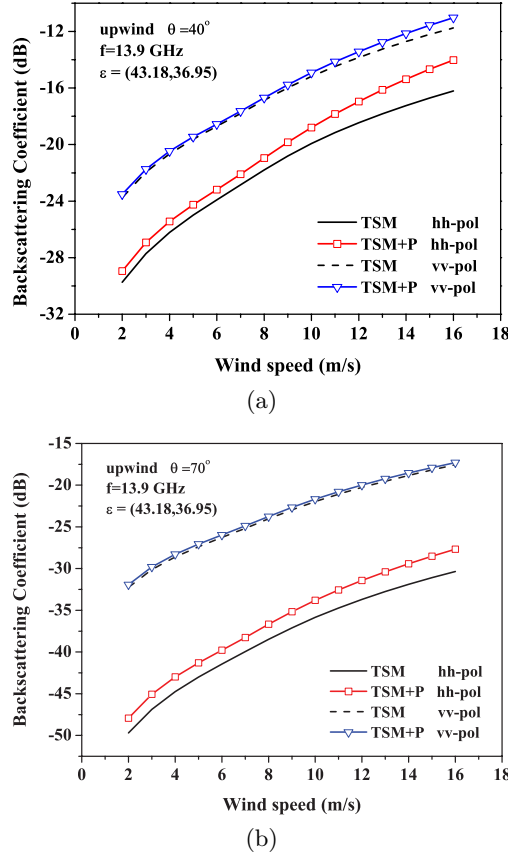 upwind θ=40°
f=13.9 GHz
ε = (43.18,36.95)
Backscattering Coefficient (dB)
-12
-16
-20
-24
-28
-32
TSM hh-pol
TSM+P hh-pol
TSM vv-pol
TSM+P vv-pol
0 2 4 6 8 10 12 14 16 18
Wind speed (m/s)
(a)
upwind θ=70°
f=13.9 GHz
ε = (43.18,36.95)
Backscattering Coefficient (dB)
-15
-20
-25
-30
-35
-40
-45
-50
TSM hh-pol
TSM+P hh-pol
TSM vv-pol
TSM+P vv-pol
0 2 4 6 8 10 12 14 16 18
Wind speed (m/s)
(b)